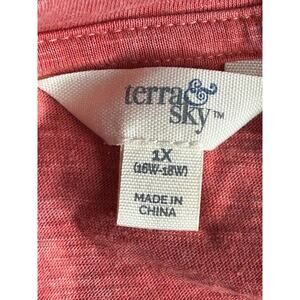 terra&
sky™
1X
(16W-18W)
MADE IN
CHINA